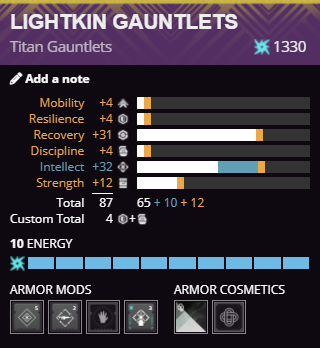 LIGHTKIN GAUNTLETS
Titan Gauntlets 1330
Add a note
Mobility +4
Resilience +4
Recovery +31
Discipline +4
Intellect +32
Strength +12
Total 87 65 + 10 + 12
Custom Total 4 +
10 ENERGY
ARMOR MODS ARMOR COSMETICS
5 2 3